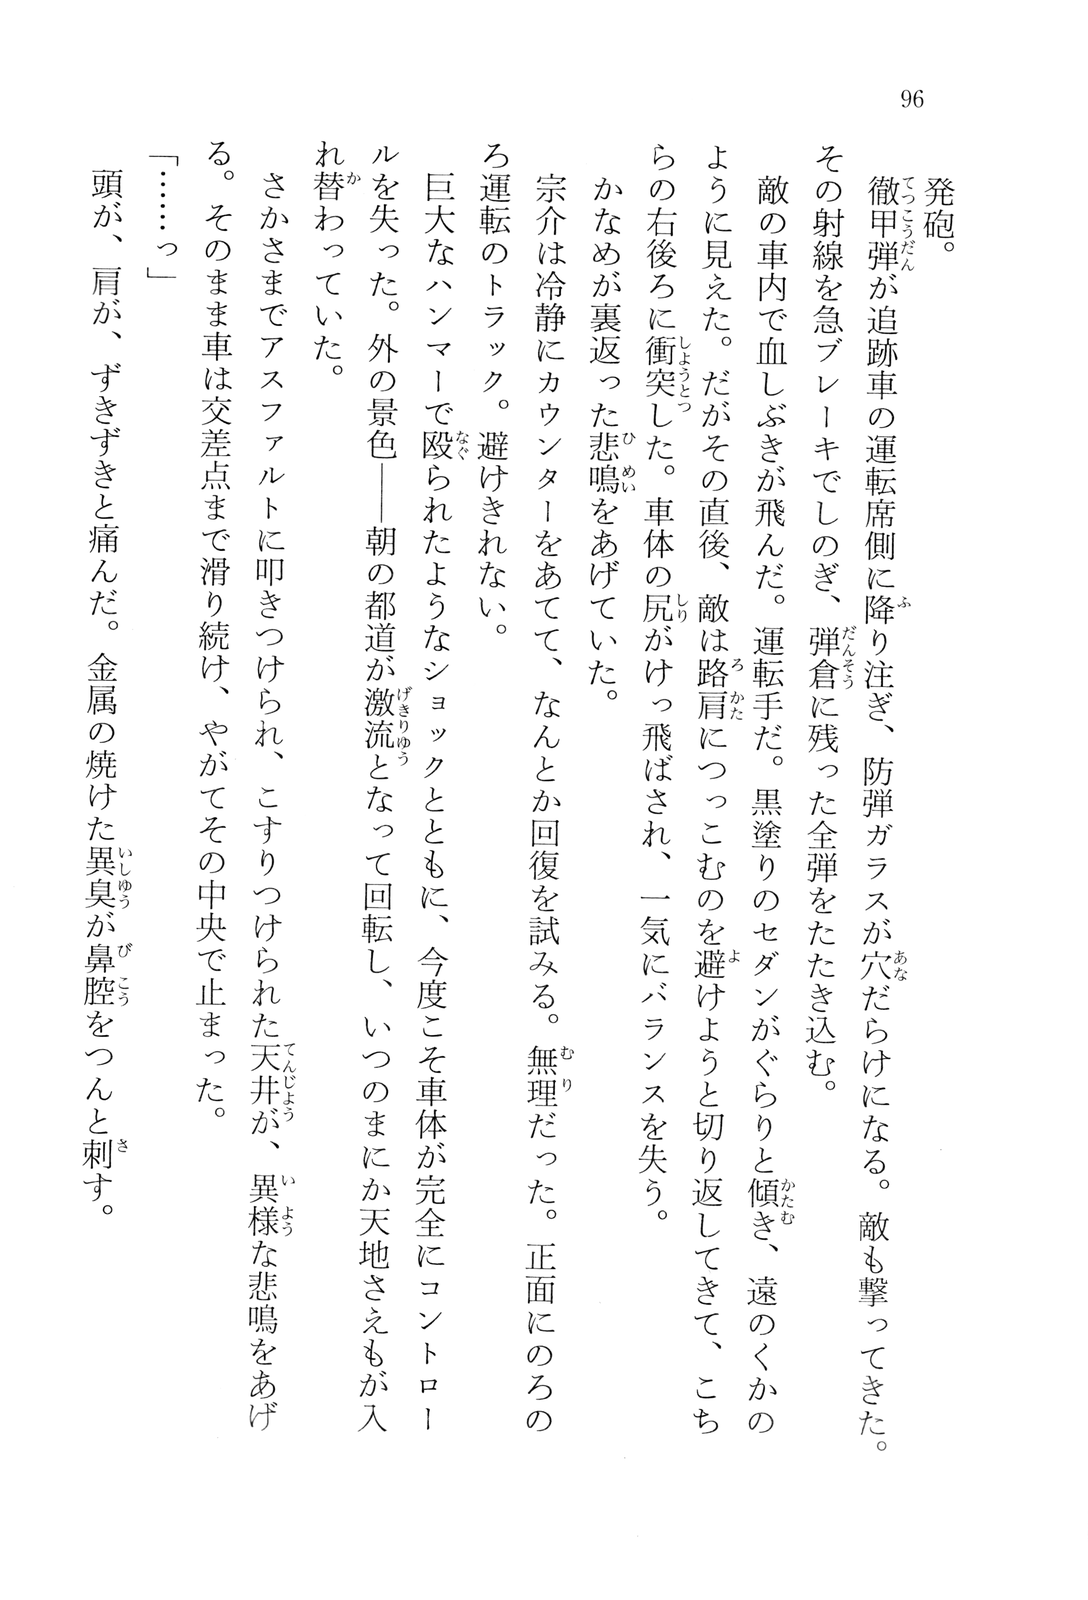 96
発砲。
徹甲弾が追跡車の運転席側に降り注ぎ、防弾ガラスが穴だらけになる。敵も撃ってきた。
その射線を急ブレーキでしのぎ、弾倉に残った全弾をたたき込む。
敵の車内で血しぶきが飛んだ。運転手だ。黒塗りのセダンがぐらりと傾き、遠のくかの
ように見えた。だがその直後、敵は路肩につっこむのを避けようと切り返してきて、こち
らの右後ろに衝突した。車体の尻がけっ飛ばされ、一気にバランスを失う。
かなめが裏返った悲鳴をあげていた。
宗介は冷静にカウンターをあてて、なんとか回復を試みる。無理だった。正面にのろの
ろ運転のトラック。避けきれない。
巨大なハンマーで殴られたようなショックとともに、今度こそ車体が完全にコントロー
ルを失った。外の景色――朝の都道が激流となって回転し、いつのまにか天地さえもが入
れ替わっていた。
さかさまでアスファルトに叩きつけられ、こすりつけられた天井が、異様な悲鳴をあげ
る。そのまま車は交差点まで滑り続け、やがてその中央で止まった。
「……っ」
頭が、肩が、ずきずきと痛んだ。金属の焼けた異臭が鼻腔をつんと刺す。